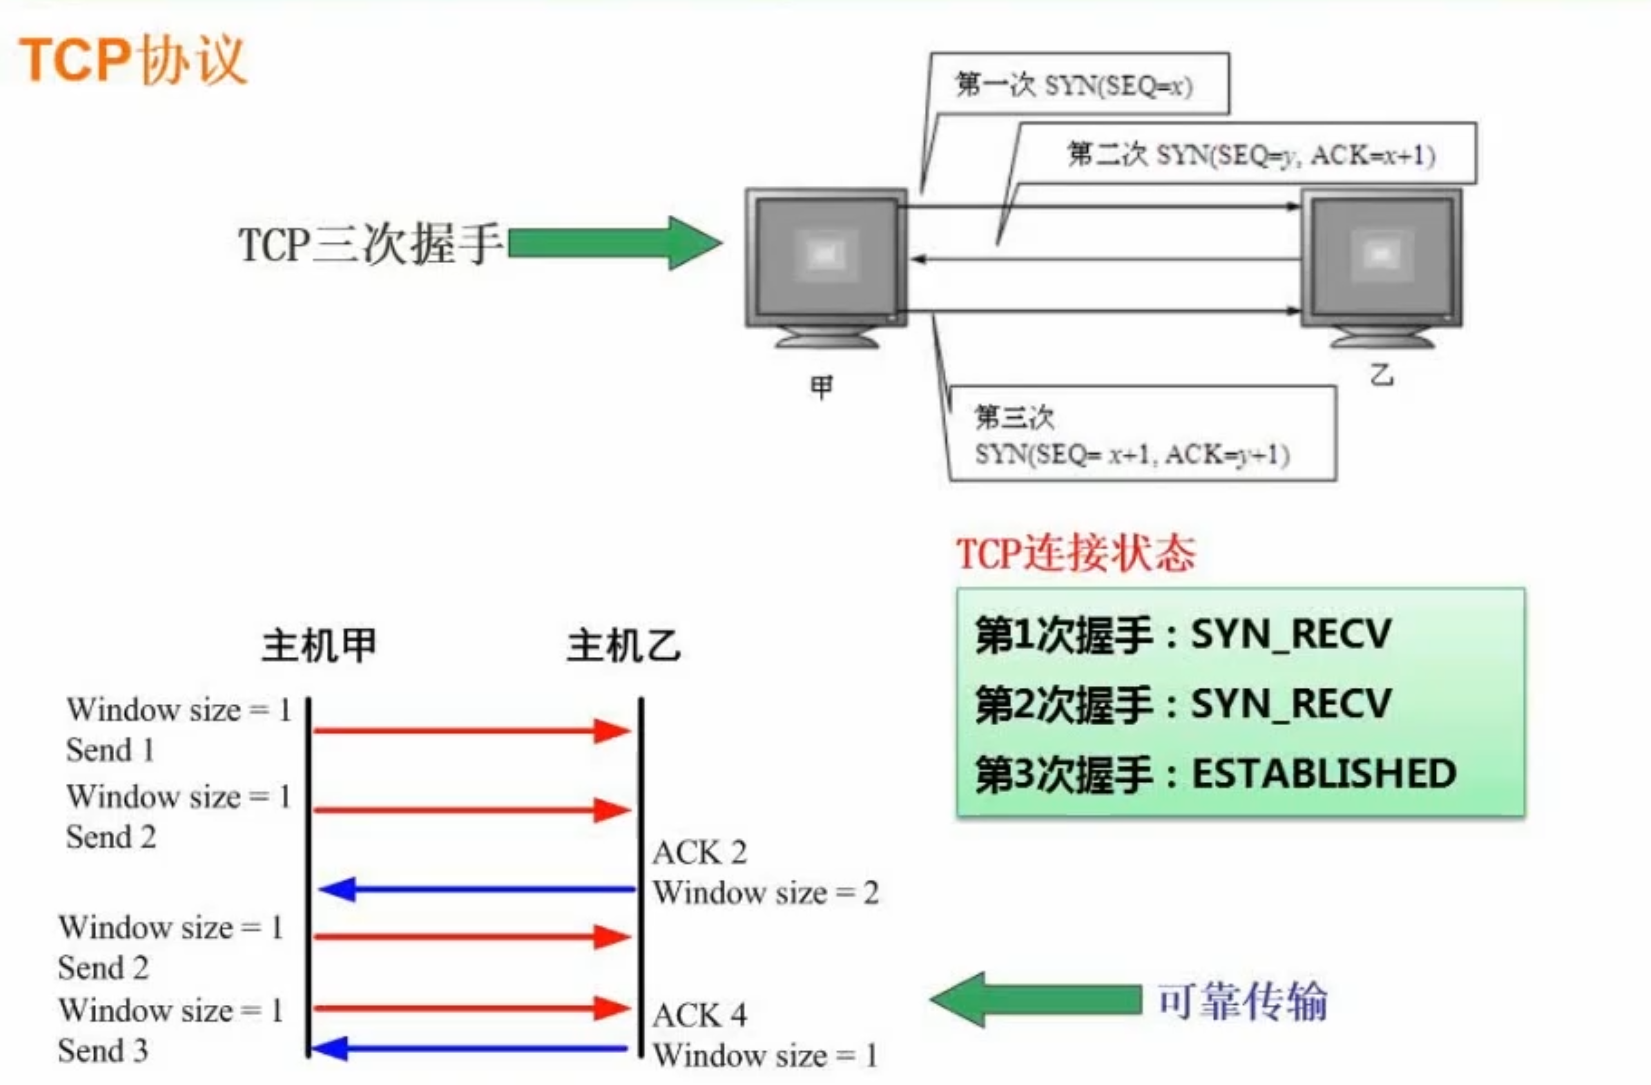 TCP协议
第一次 SYN(SEQ=x)
第二次 SYN(SEQ=y, ACK=x+1)
TCP三次握手
甲
乙
第三次
SYN(SEQ= x+1, ACK=y+1)
TCP连接状态
第1次握手：SYN_RECV
第2次握手：SYN_RECV
第3次握手：ESTABLISHED
主机甲
主机乙
Window size = 1
Send 1
Window size = 1
Send 2
ACK 2
Window size = 2
Window size = 1
Send 2
Window size = 1
Send 3
ACK 4
Window size = 1
可靠传输